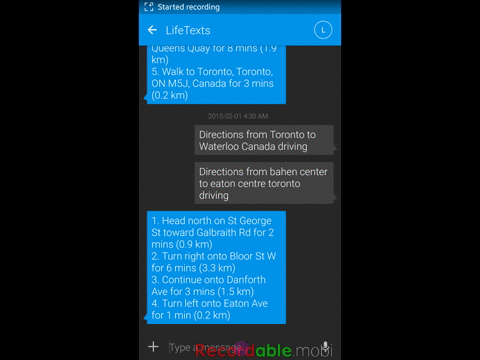 Started recording
LifeTexts
L
Queens Quay for 8 mins (1.9
km)
5. Walk to Toronto, Toronto,
ON M5J, Canada for 3 mins
(0.2 km)
2015-02-01 4:30 AM
Directions from Toronto to
Waterloo Canada driving
Directions from bahen center
to eaton centre toronto
driving
1. Head north on St George
St toward Galbraith Rd for 2
mins (0.9 km)
2. Turn right onto Bloor St W
for 6 mins (3.3 km)
3. Continue onto Danforth
Ave for 3 mins (1.5 km)
4. Turn left onto Eaton Ave
for 1 min (0.2 km)
Type a message
Recordable.mobi